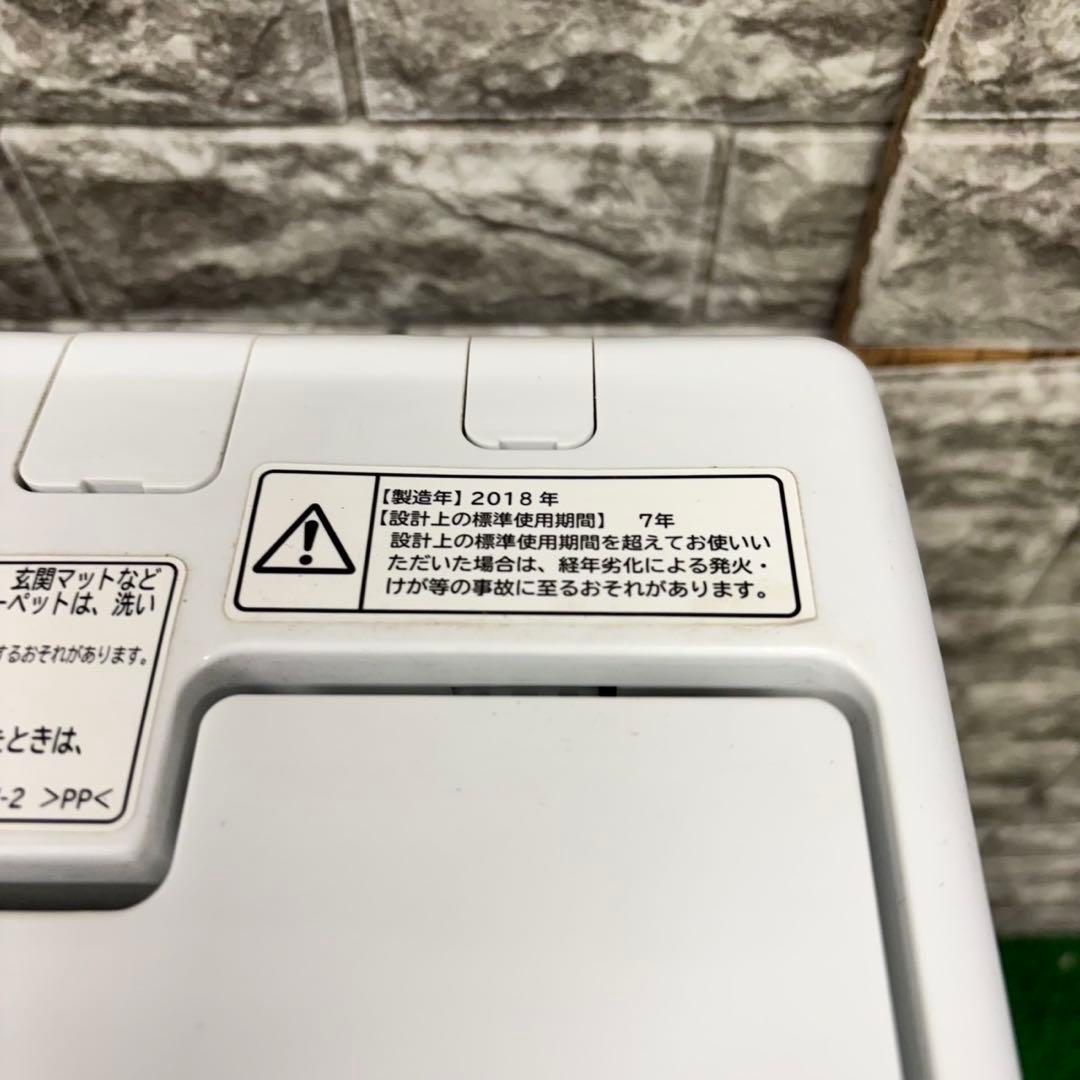 【製造年】2018年
【設計上の標準使用期間】 7年
設計上の標準使用期間を超えてお使いい
ただいた場合は、経年劣化による発火・
けが等の事故に至るおそれがあります。
玄関マットなど
ーペットは、洗い
するおそれがあります。
たときは、
-2 >PP<